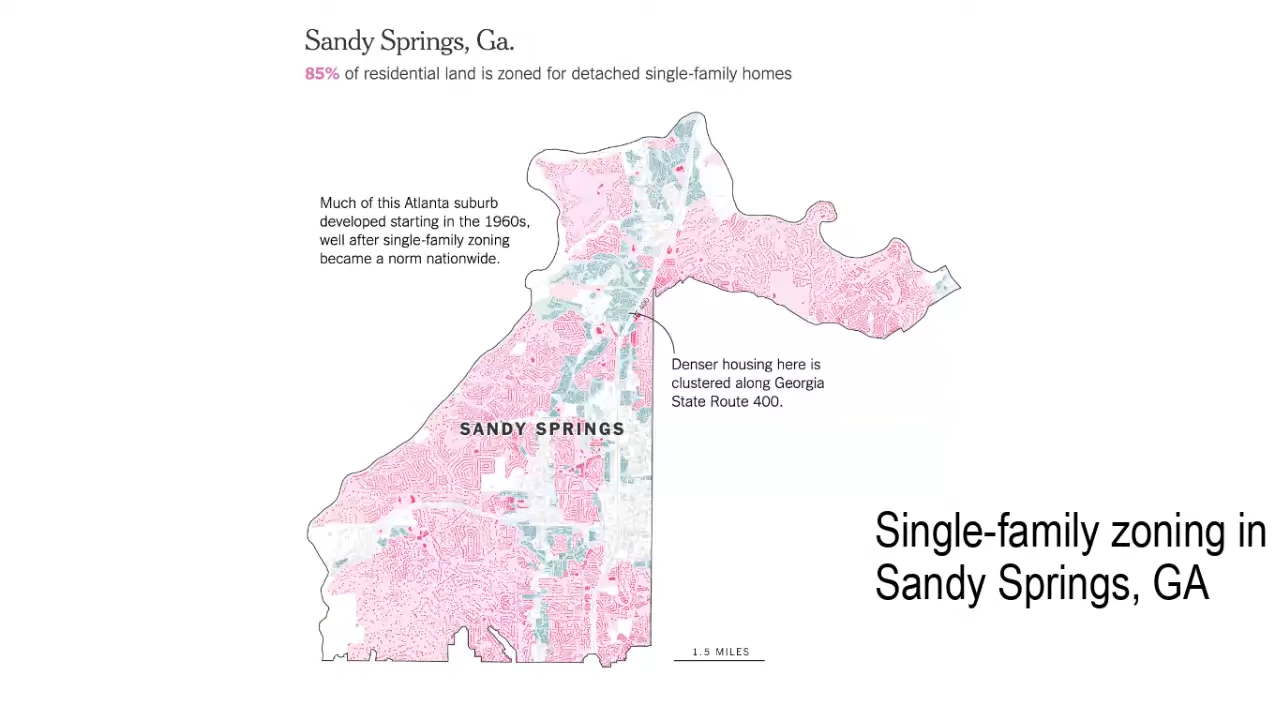 Sandy Springs, Ga.
85% of residential land is zoned for detached single-family homes
Much of this Atlanta suburb
developed starting in the 1960s,
well after single-family zoning
became a norm nationwide.
400
Denser housing here is
clustered along Georgia
State Route 400.
SANDY SPRINGS
Single-family zoning in
Sandy Springs, GA
1.5 MILES